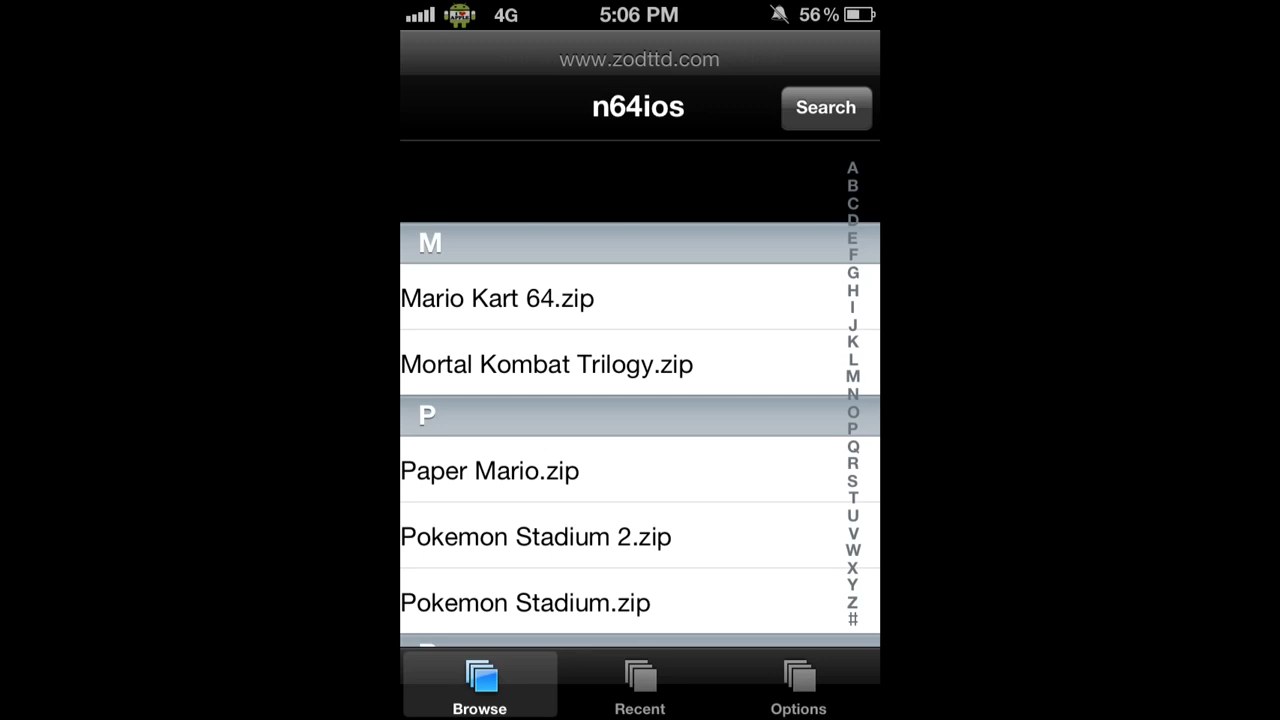 4G 5:06 PM 56%
www.zodttd.com
n64ios
Search
M
Mario Kart 64.zip
Mortal Kombat Trilogy.zip
P
Paper Mario.zip
Pokemon Stadium 2.zip
Pokemon Stadium.zip
A
B
C
D
E
F
G
H
I
J
K
L
M
N
O
P
Q
R
S
T
U
V
W
X
Y
Z
#
Browse Recent Options